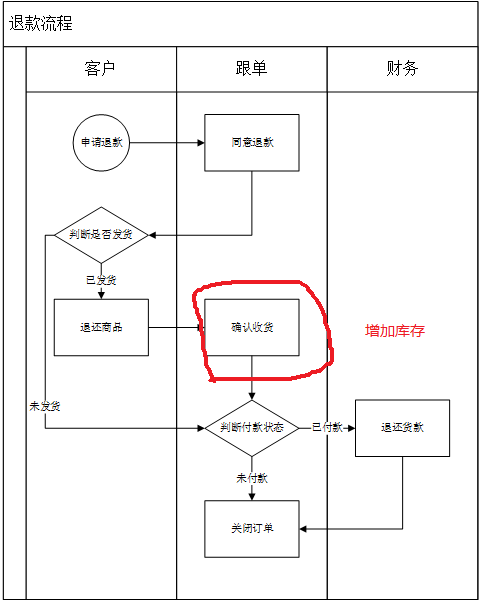 退款流程
客户
跟单
财务
申请退款
同意退款
判断是否发货
已发货
退还商品
确认收货
增加库存
未发货
判断付款状态
已付款
退还货款
未付款
关闭订单